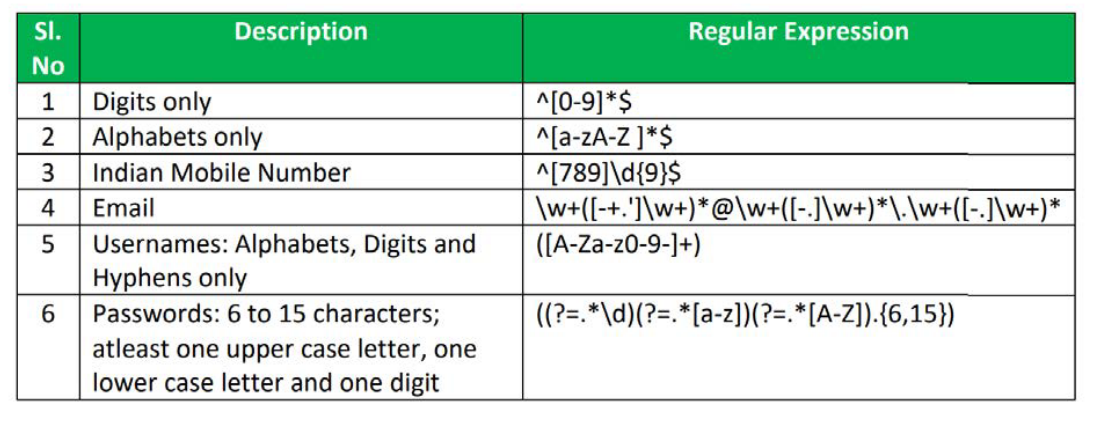 Sl. No Description Regular Expression
1 Digits only ^[0-9]*$
2 Alphabets only ^[a-zA-Z ]*$
3 Indian Mobile Number ^[789]\d{9}$
4 Email \w+([-+.']\w+)*@\w+([-.]\w+)*\.\w+([-.]\w+)*
5 Usernames: Alphabets, Digits and ([A-Za-z0-9-]+)
Hyphens only
6 Passwords: 6 to 15 characters; ((?=.*\d)(?=.*[a-z])(?=.*[A-Z]).{6,15})
atleast one upper case letter, one
lower case letter and one digit